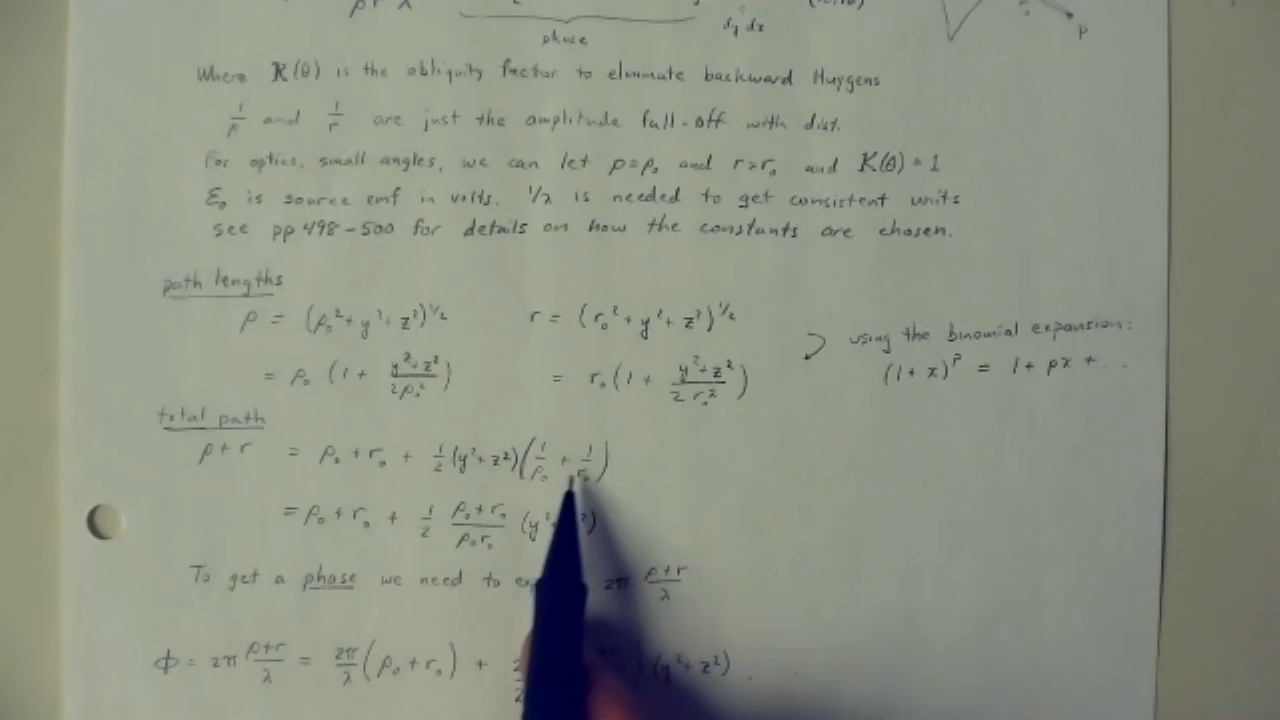 phase
dy dz
P
Where K(θ) is the obliquity factor to eliminate backward Huygens
1/ρ and 1/r are just the amplitude fall-off with dist.
For optics, small angles, we can let ρ=ρ₀ and r=r₀ and K(θ)=1
ℰ₀ is source emf in volts. 1/λ is needed to get consistent units
see pp 498-500 for details on how the constants are chosen.
path lengths
ρ = (ρ₀²+y²+z²)^1/2 r = (r₀²+y²+z²)^1/2
using the binomial expansion:
= ρ₀ (1 + (y²+z²)/(2ρ₀²)) = r₀ (1 + (y²+z²)/(2r₀²))
(1+x)^p = 1 + px + ...
total path
ρ+r = ρ₀ + r₀ + 1/2 (y²+z²)(1/ρ₀ + 1/r₀)
= ρ₀ + r₀ + 1/2 (ρ₀+r₀)/(ρ₀r₀) (y²
To get a phase we need to 2π (ρ+r)/λ
ϕ = 2π (ρ+r)/λ = 2π/λ (ρ₀+r₀) + (y²+z²)